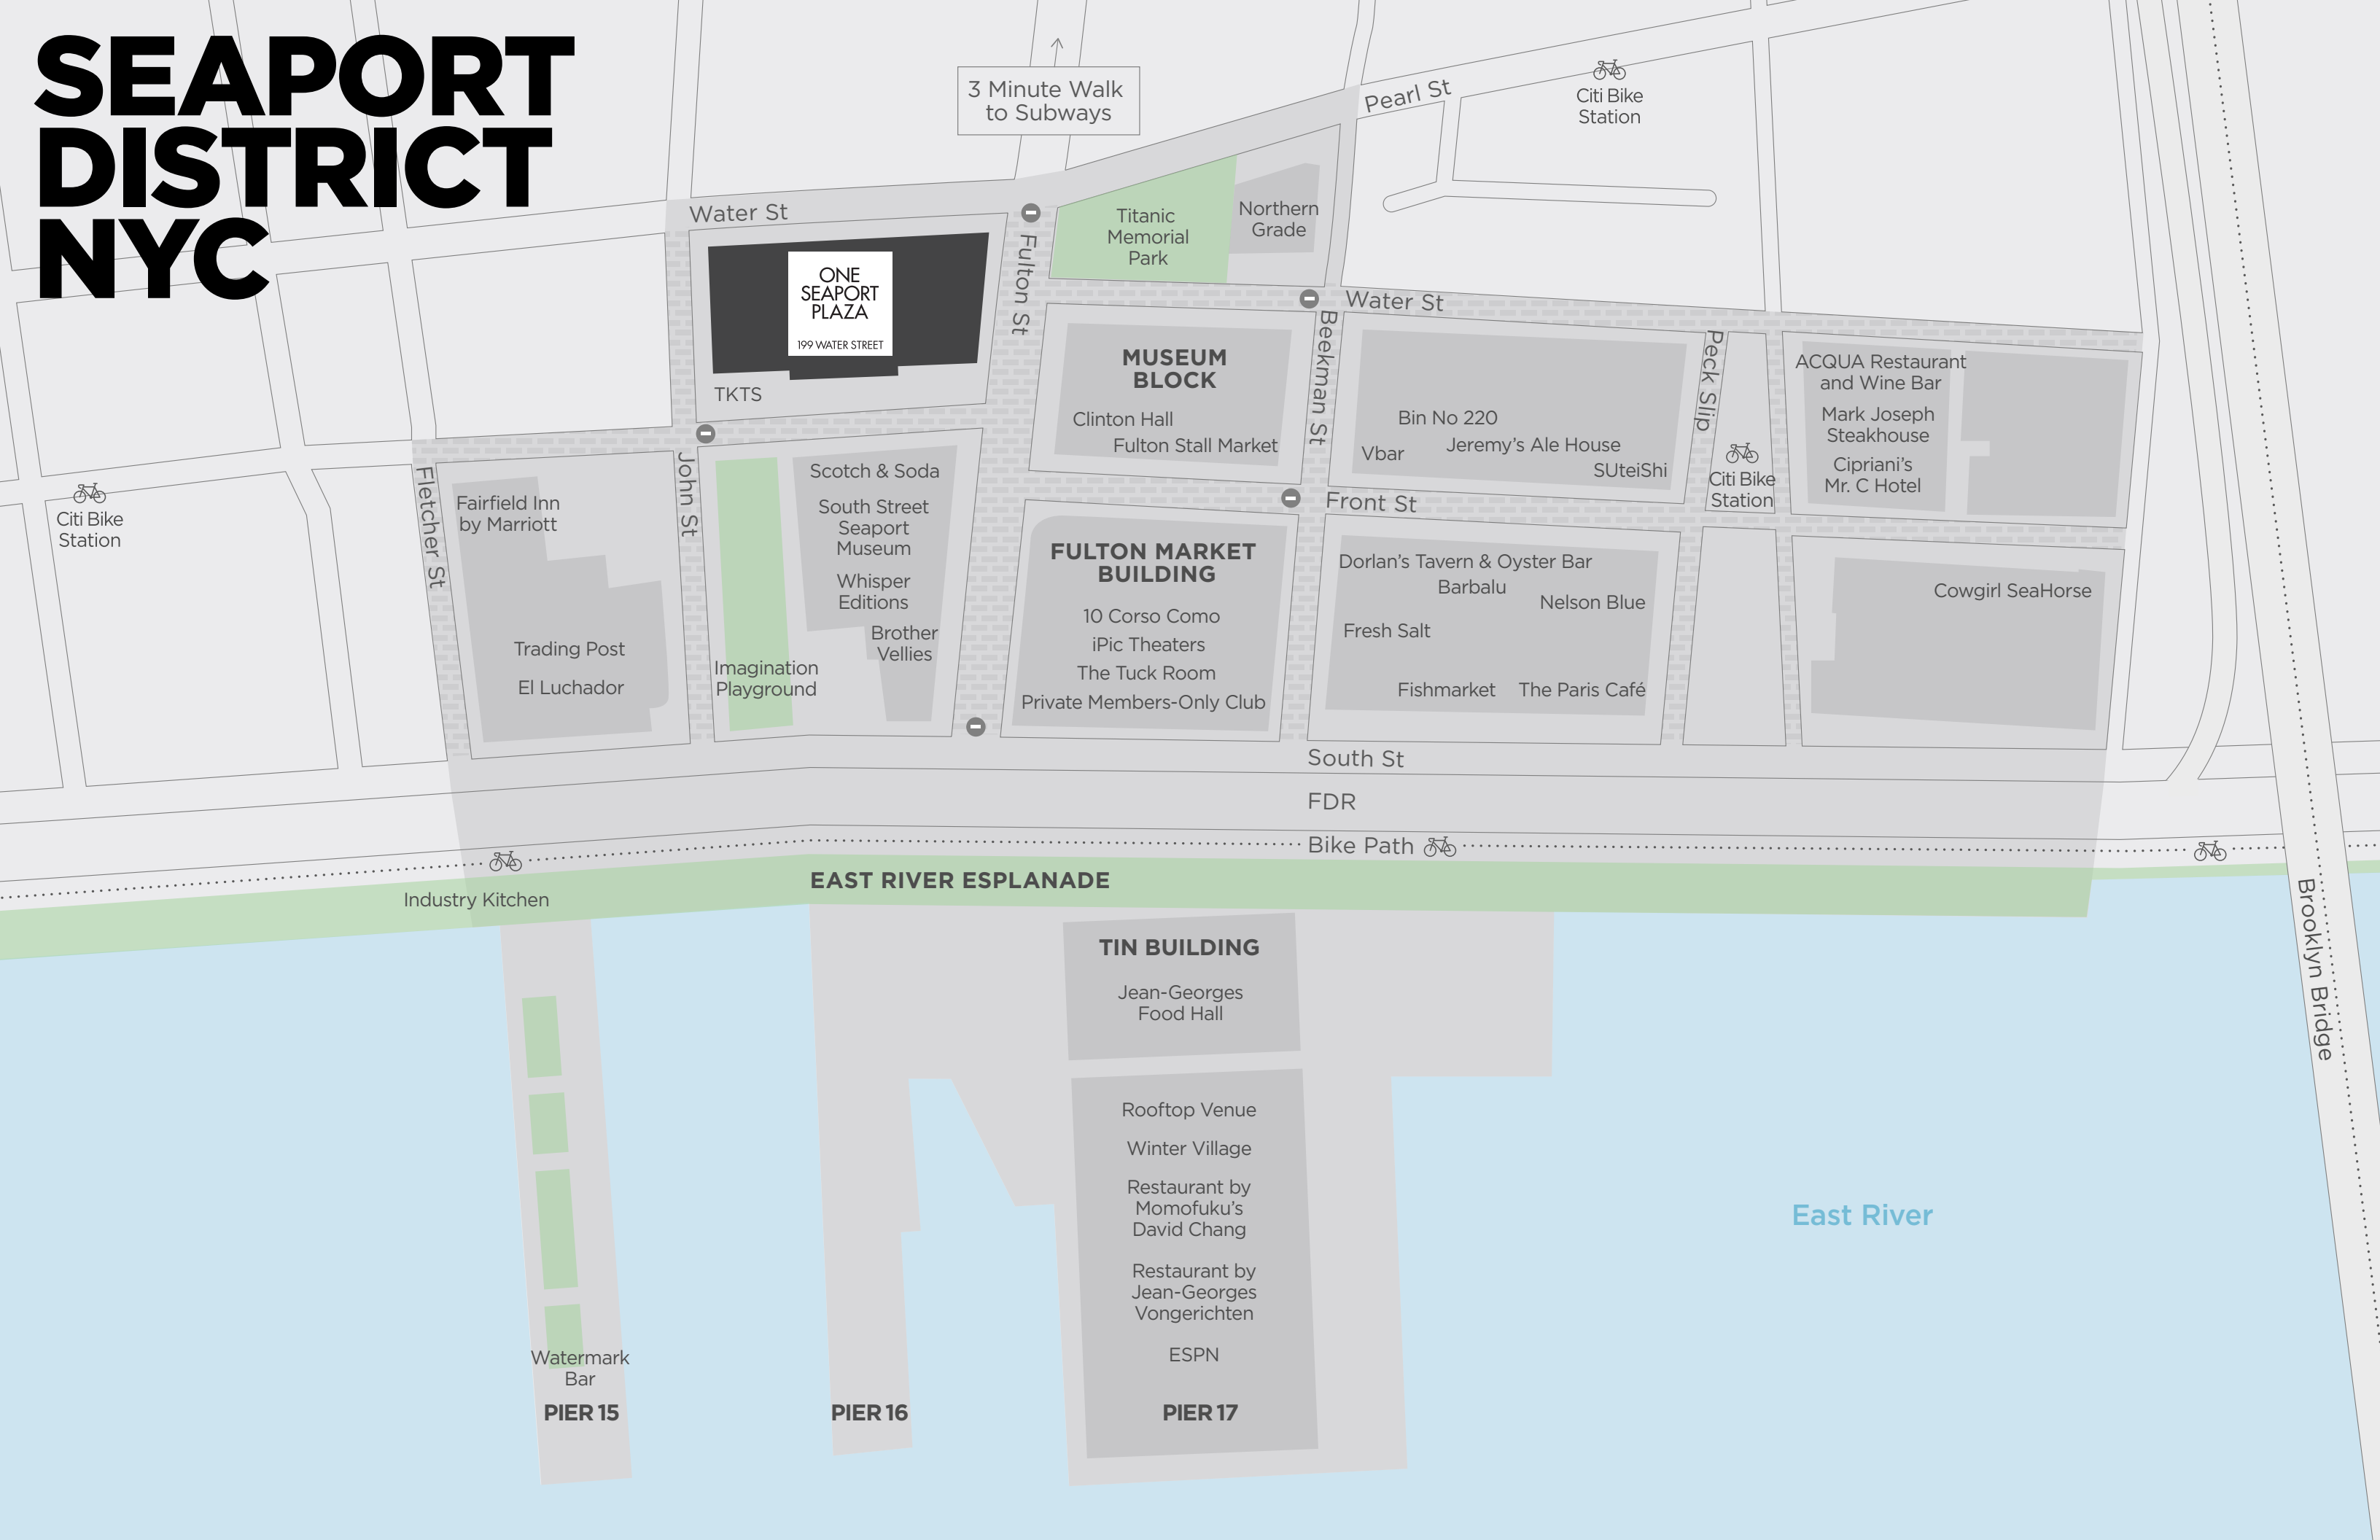 SEAPORT
DISTRICT
NYC
3 Minute Walk
to Subways
Pearl St
Citi Bike
Station
Water St
Fulton St
Titanic
Memorial
Park
Northern
Grade
ONE
SEAPORT
PLAZA
199 WATER STREET
TKTS
Water St
Beekman St
Peck Slip
MUSEUM
BLOCK
Clinton Hall
Fulton Stall Market
Bin No 220
Jeremy’s Ale House
Vbar
SUteiShi
Citi Bike
Station
ACQUA Restaurant
and Wine Bar
Mark Joseph
Steakhouse
Cipriani’s
Mr. C Hotel
Citi Bike
Station
Fletcher St
Fairfield Inn
by Marriott
Trading Post
El Luchador
John St
Imagination
Playground
Scotch & Soda
South Street
Seaport
Museum
Whisper
Editions
Brother
Vellies
Front St
FULTON MARKET
BUILDING
10 Corso Como
iPic Theaters
The Tuck Room
Private Members-Only Club
Dorlan’s Tavern & Oyster Bar
Barbalu
Nelson Blue
Fresh Salt
Fishmarket
The Paris Café
Cowgirl SeaHorse
South St
FDR
Bike Path
EAST RIVER ESPLANADE
Industry Kitchen
Brooklyn Bridge
TIN BUILDING
Jean-Georges
Food Hall
Rooftop Venue
Winter Village
Restaurant by
Momofuku’s
David Chang
Restaurant by
Jean-Georges
Vongerichten
ESPN
PIER 17
East River
Watermark
Bar
PIER 15
PIER 16